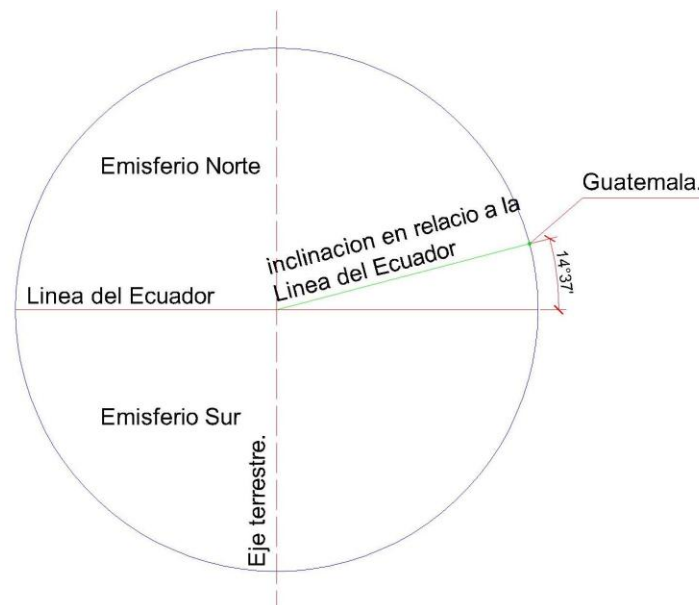 Emisferio Norte
Guatemala.
inclinacion en relacio a la
Linea del Ecuador
14°37'
Linea del Ecuador
Emisferio Sur
Eje terrestre.